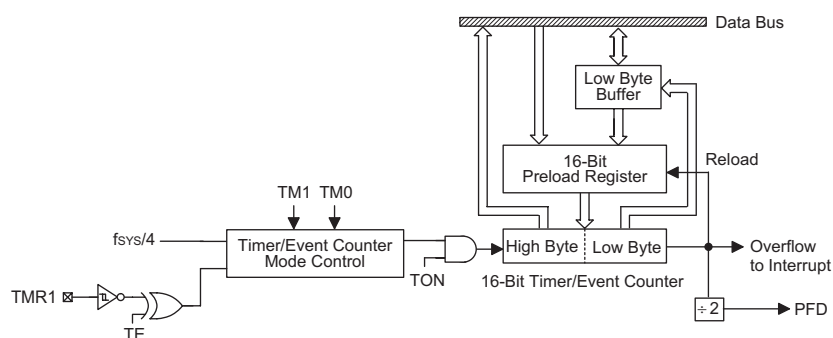 Data Bus
Low Byte
Buffer
16-Bit
Preload Register
Reload
TM1 TM0
fSYS/4
Timer/Event Counter
Mode Control
TON
High Byte
Low Byte
16-Bit Timer/Event Counter
Overflow
to Interrupt
TMR1
TE
÷ 2
PFD